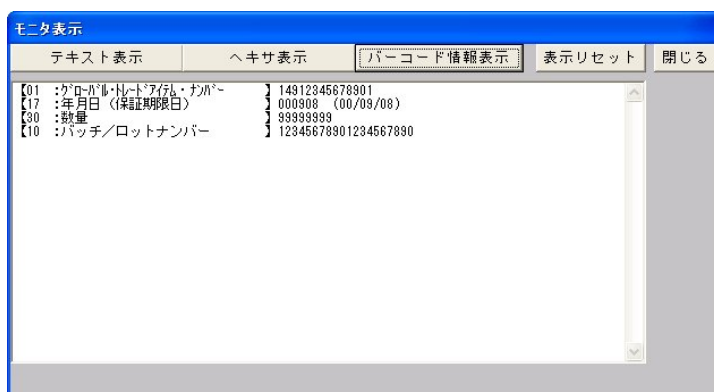 モニタ表示
テキスト表示 ヘキサ表示 バーコード情報表示 表示リセット 閉じる
【01 :グローバル・トレードアイテム・ナンバー 】 14912345678901
【17 :年月日（保証期限日） 】 000908 (00/09/08)
【30 :数量 】 99999999
【10 :バッチ／ロットナンバー 】 12345678901234567890